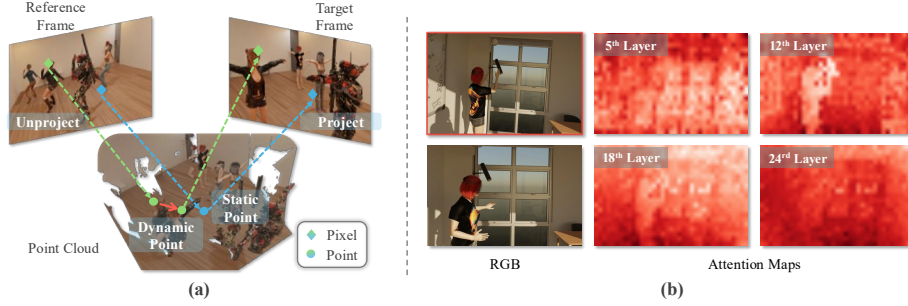 Reference
Frame
Target
Frame
Unproject
Project
Static
Point
Dynamic
Point
Point Cloud
Pixel
Point
(a)
5th Layer
12th Layer
18th Layer
24rd Layer
RGB
Attention Maps
(b)